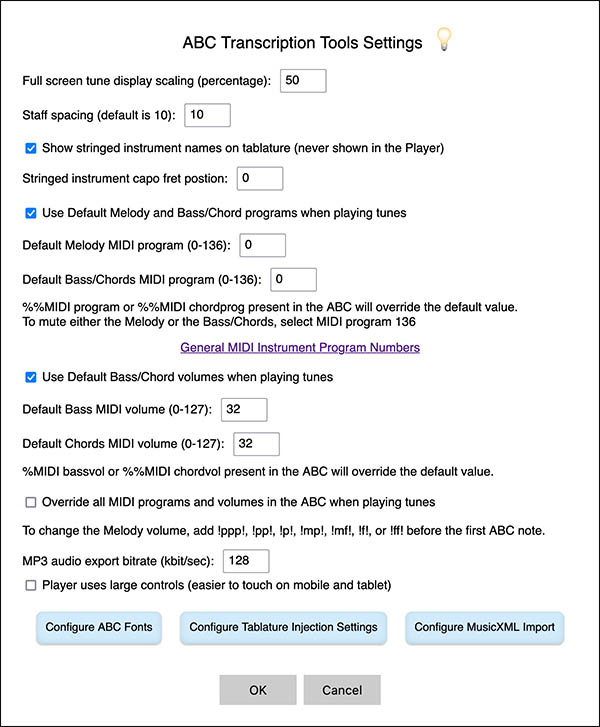 ABC Transcription Tools Settings
Full screen tune display scaling (percentage): 50
Staff spacing (default is 10): 10
Show stringed instrument names on tablature (never shown in the Player)
Stringed instrument capo fret postion: 0
Use Default Melody and Bass/Chord programs when playing tunes
Default Melody MIDI program (0-136): 0
Default Bass/Chords MIDI program (0-136): 0
%%MIDI program or %%MIDI chordprog present in the ABC will override the default value.
To mute either the Melody or the Bass/Chords, select MIDI program 136
General MIDI Instrument Program Numbers
Use Default Bass/Chord volumes when playing tunes
Default Bass MIDI volume (0-127): 32
Default Chords MIDI volume (0-127): 32
%MIDI bassvol or %%MIDI chordvol present in the ABC will override the default value.
Override all MIDI programs and volumes in the ABC when playing tunes
To change the Melody volume, add !ppp!, !pp!, !p!, !mp!, !mf!, !f!, or !ff! before the first ABC note.
MP3 audio export bitrate (kbit/sec): 128
Player uses large controls (easier to touch on mobile and tablet)
Configure ABC Fonts Configure Tablature Injection Settings Configure MusicXML Import
OK Cancel